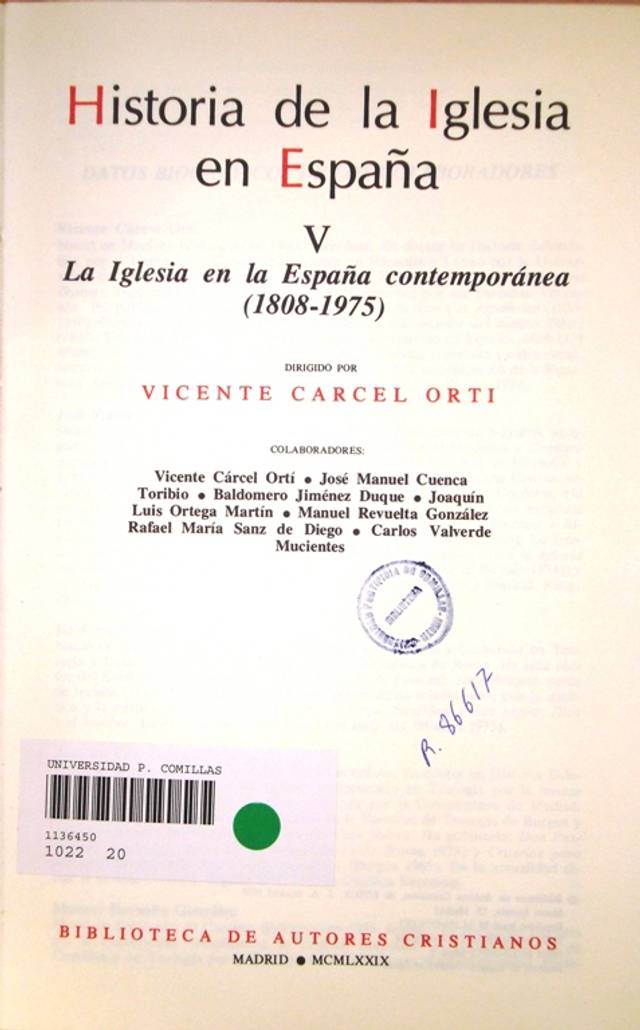 Historia de la Iglesia
en España
V
La Iglesia en la España contemporánea
(1808-1975)
DIRIGIDO POR
VICENTE CARCEL ORTI
COLABORADORES:
Vicente Cárcel Ortí • José Manuel Cuenca
Toribio • Baldomero Jiménez Duque • Joaquín
Luis Ortega Martín • Manuel Revuelta González
Rafael María Sanz de Diego • Carlos Valverde
Mucientes
BIBLIOTECA
R. 86617
UNIVERSIDAD P. COMILLAS
1136450
1022 20
BIBLIOTECA DE AUTORES CRISTIANOS
MADRID • MCMLXXIX